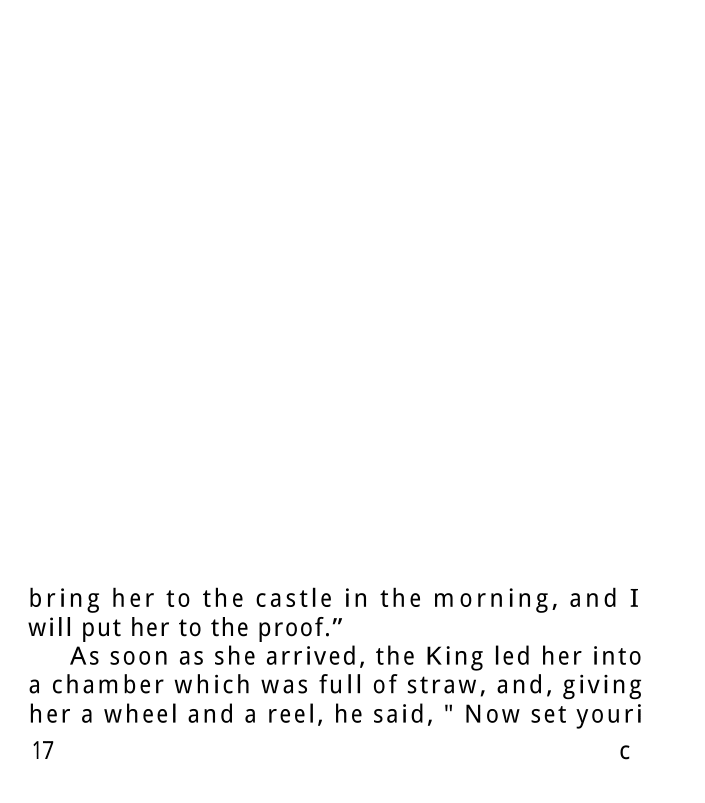 bring her to the castle in the morning, and I
will put her to the proof.”
As soon as she arrived, the King led her into
a chamber which was full of straw, and, giving
her a wheel and a reel, he said, " Now set youri
17 c